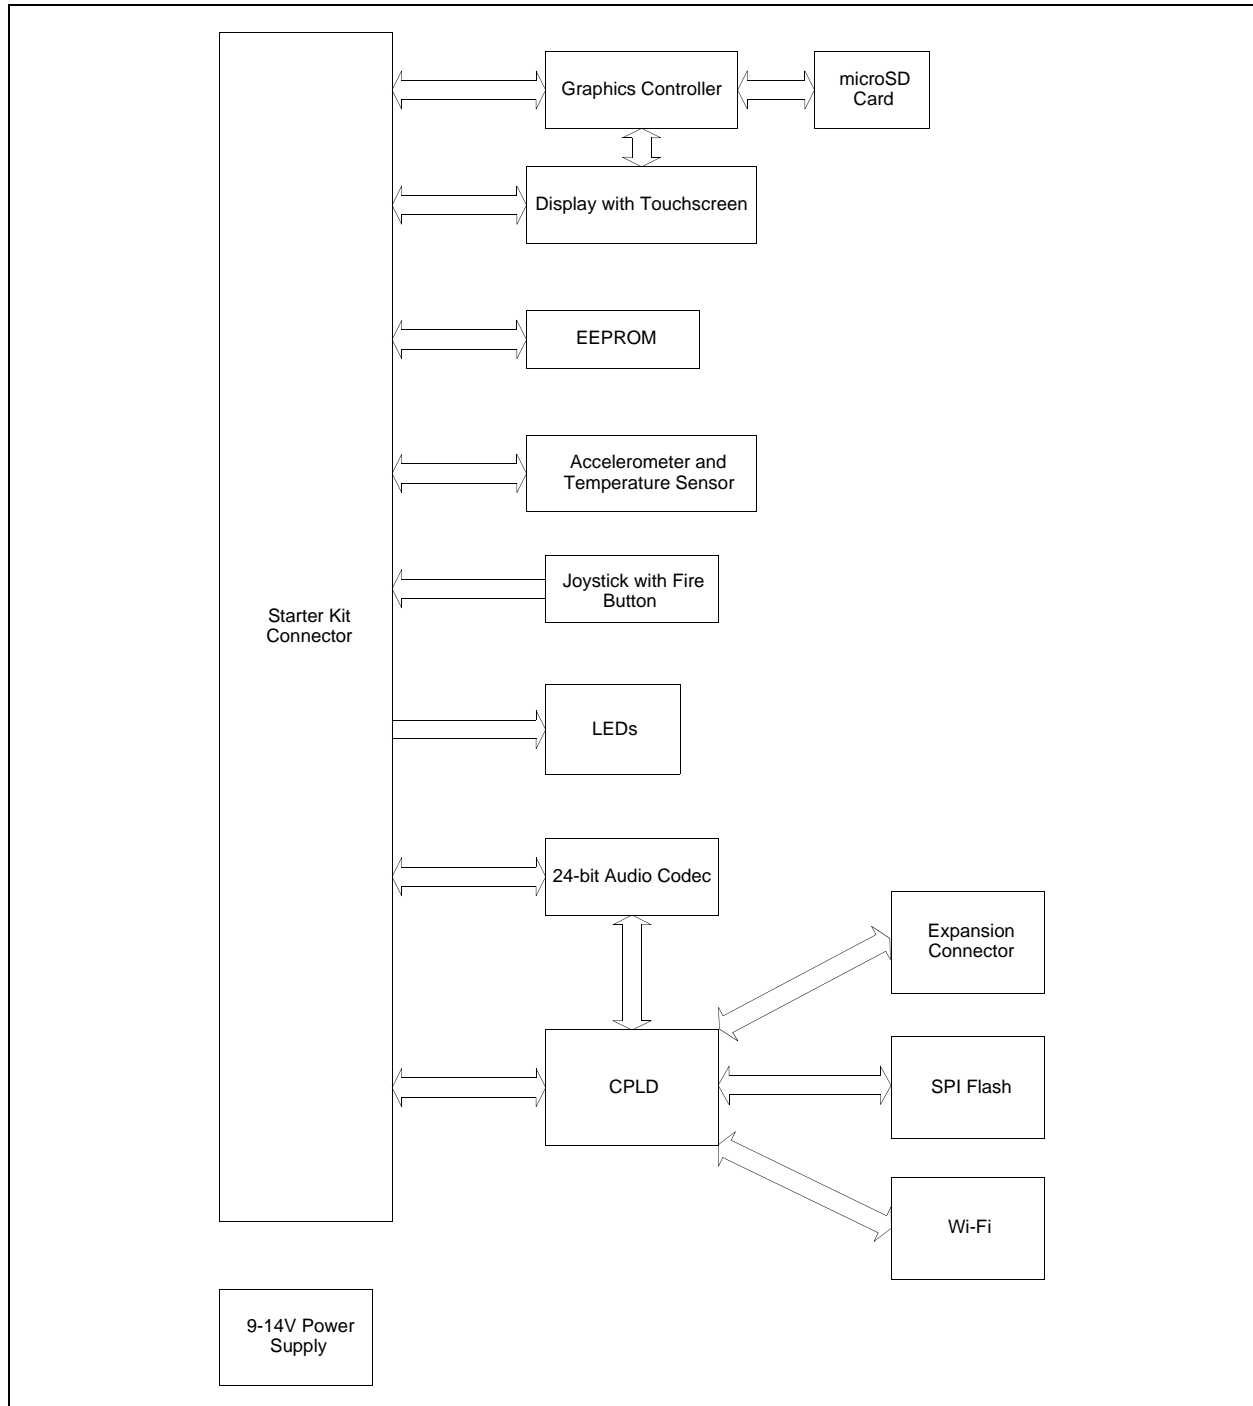 Graphics Controller
microSD
Card
Display with Touchscreen
EEPROM
Accelerometer and
Temperature Sensor
Joystick with Fire
Button
Starter Kit
Connector
LEDs
24-bit Audio Codec
Expansion
Connector
CPLD
SPI Flash
Wi-Fi
9-14V Power
Supply